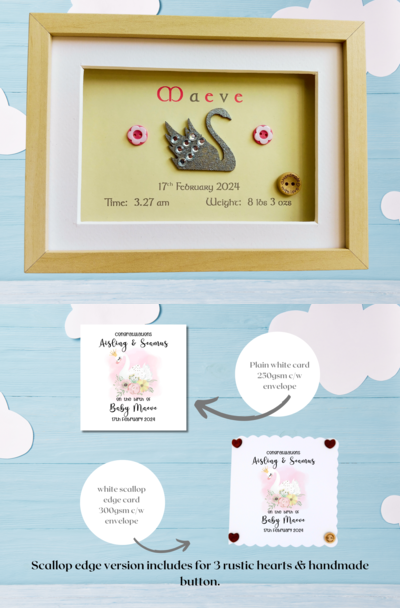 Maeve
17th February 2024
Time: 3.27 am Weight: 8 lbs 3 ozs
Congratulations
Aisling & Seamus
on the birth of
Baby Maeve
17th February 2024
Plain white card
250gsm c/w
envelope
white scallop
edge card
300gsm c/w
envelope
Congratulations
Aisling & Seamus
on the birth of
Baby Maeve
17th February 2024
Scallop edge version includes for 3 rustic hearts & handmade
button.